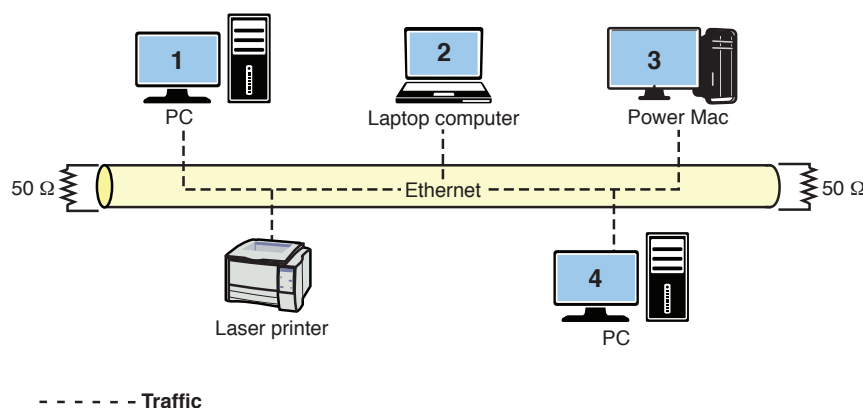 1
2
3
PC
Laptop computer
Power Mac
50 Ω
Ethernet
50 Ω
4
Laser printer
PC
- - - - - - Traffic